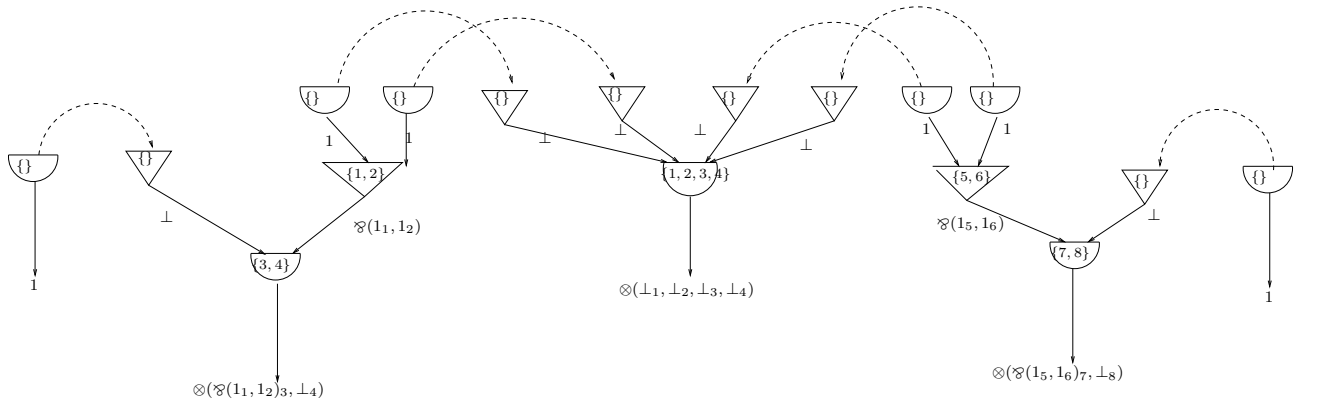 {} {} {} {} {} {} {} {}
{} {} {} {}
1 1 ⊥ ⊥ ⊥ ⊥ 1 1
{1, 2} {1, 2, 3, 4} {5, 6}
⊥ ⅋(1₁, 1₂) ⅋(1₅, 1₆) ⊥
{3, 4} {7, 8}
1 ⊗(⊥₁, ⊥₂, ⊥₃, ⊥₄) 1
⊗(⅋(1₁, 1₂)₃, ⊥₄) ⊗(⅋(1₅, 1₆)₇, ⊥₈)